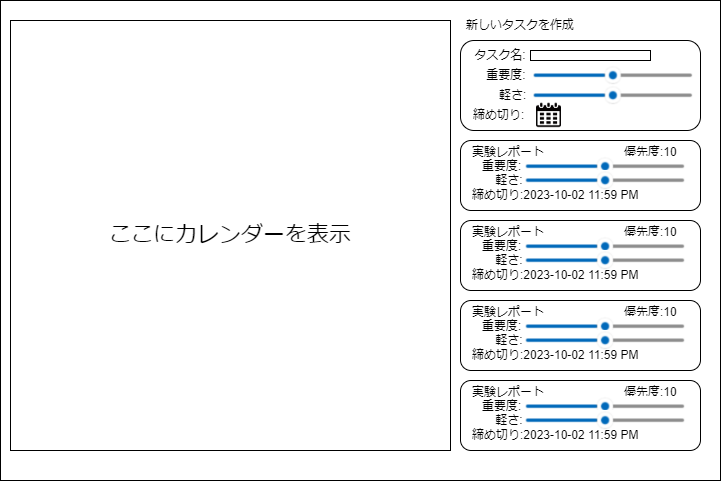 新しいタスクを作成
タスク名:
重要度:
軽さ:
締め切り:
ここにカレンダーを表示
実験レポート 優先度:10
重要度:
軽さ:
締め切り:2023-10-02 11:59 PM
実験レポート 優先度:10
重要度:
軽さ:
締め切り:2023-10-02 11:59 PM
実験レポート 優先度:10
重要度:
軽さ:
締め切り:2023-10-02 11:59 PM
実験レポート 優先度:10
重要度:
軽さ:
締め切り:2023-10-02 11:59 PM